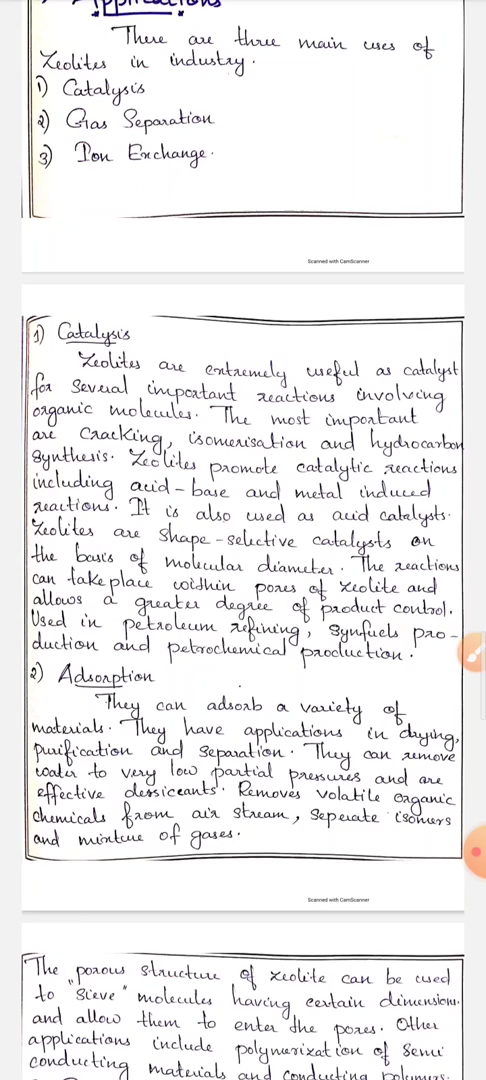 Applications
There are three main uses of
Zeolites in industry.
1) Catalysis
2) Gas Separation
3) Ion Exchange.
Scanned with CamScanner
1) Catalysis
Zeolites are extremely useful as catalyst
for several important reactions involving
organic molecules. The most important
are cracking, isomerisation and hydrocarbon
synthesis. Zeolites promote catalytic reactions
including acid-base and metal induced
reactions. It is also used as acid catalysts.
Zeolites are shape-selective catalysts on
the basis of molecular diameter. The reactions
can take place within pores of zeolite and
allows a greater degree of product control.
Used in petroleum refining, synfuels pro-
duction and petrochemical production.
2) Adsorption
They can adsorb a variety of
materials. They have applications in drying,
purification and separation. They can remove
water to very low partial pressures and are
effective dessiccants. Removes volatile organic
chemicals from air stream, seperate isomers
and mixture of gases.
Scanned with CamScanner
The porous structure of zeolite can be used
to "sieve" molecules having certain dimensions.
and allow them to enter the pores. Other
applications include polymerization of semi
conducting materials and conducting polymers.